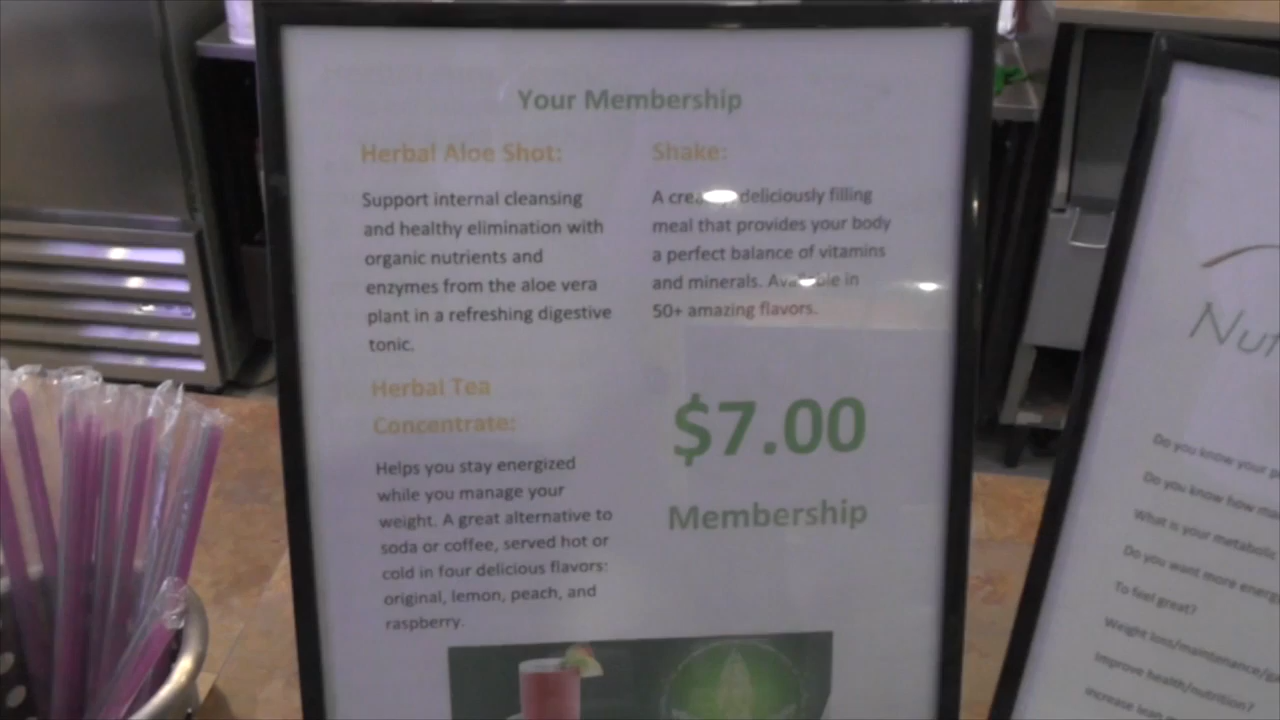 Your Membership
Herbal Aloe Shot:
Support internal cleansing
and healthy elimination with
organic nutrients and
enzymes from the aloe vera
plant in a refreshing digestive
tonic.
Herbal Tea
Concentrate:
Helps you stay energized
while you manage your
weight. A great alternative to
soda or coffee, served hot or
cold in four delicious flavors:
original, lemon, peach, and
raspberry.
Shake:
A deliciously filling
meal that provides your body
a perfect balance of vitamins
and minerals. Available in
50+ amazing flavors.
$7.00
Membership
Do you know your
Do you know how
What is your metabolic
Do you want more
To feel great?
Weight loss/maintenance/
Improve health/nutrition?
increase lean